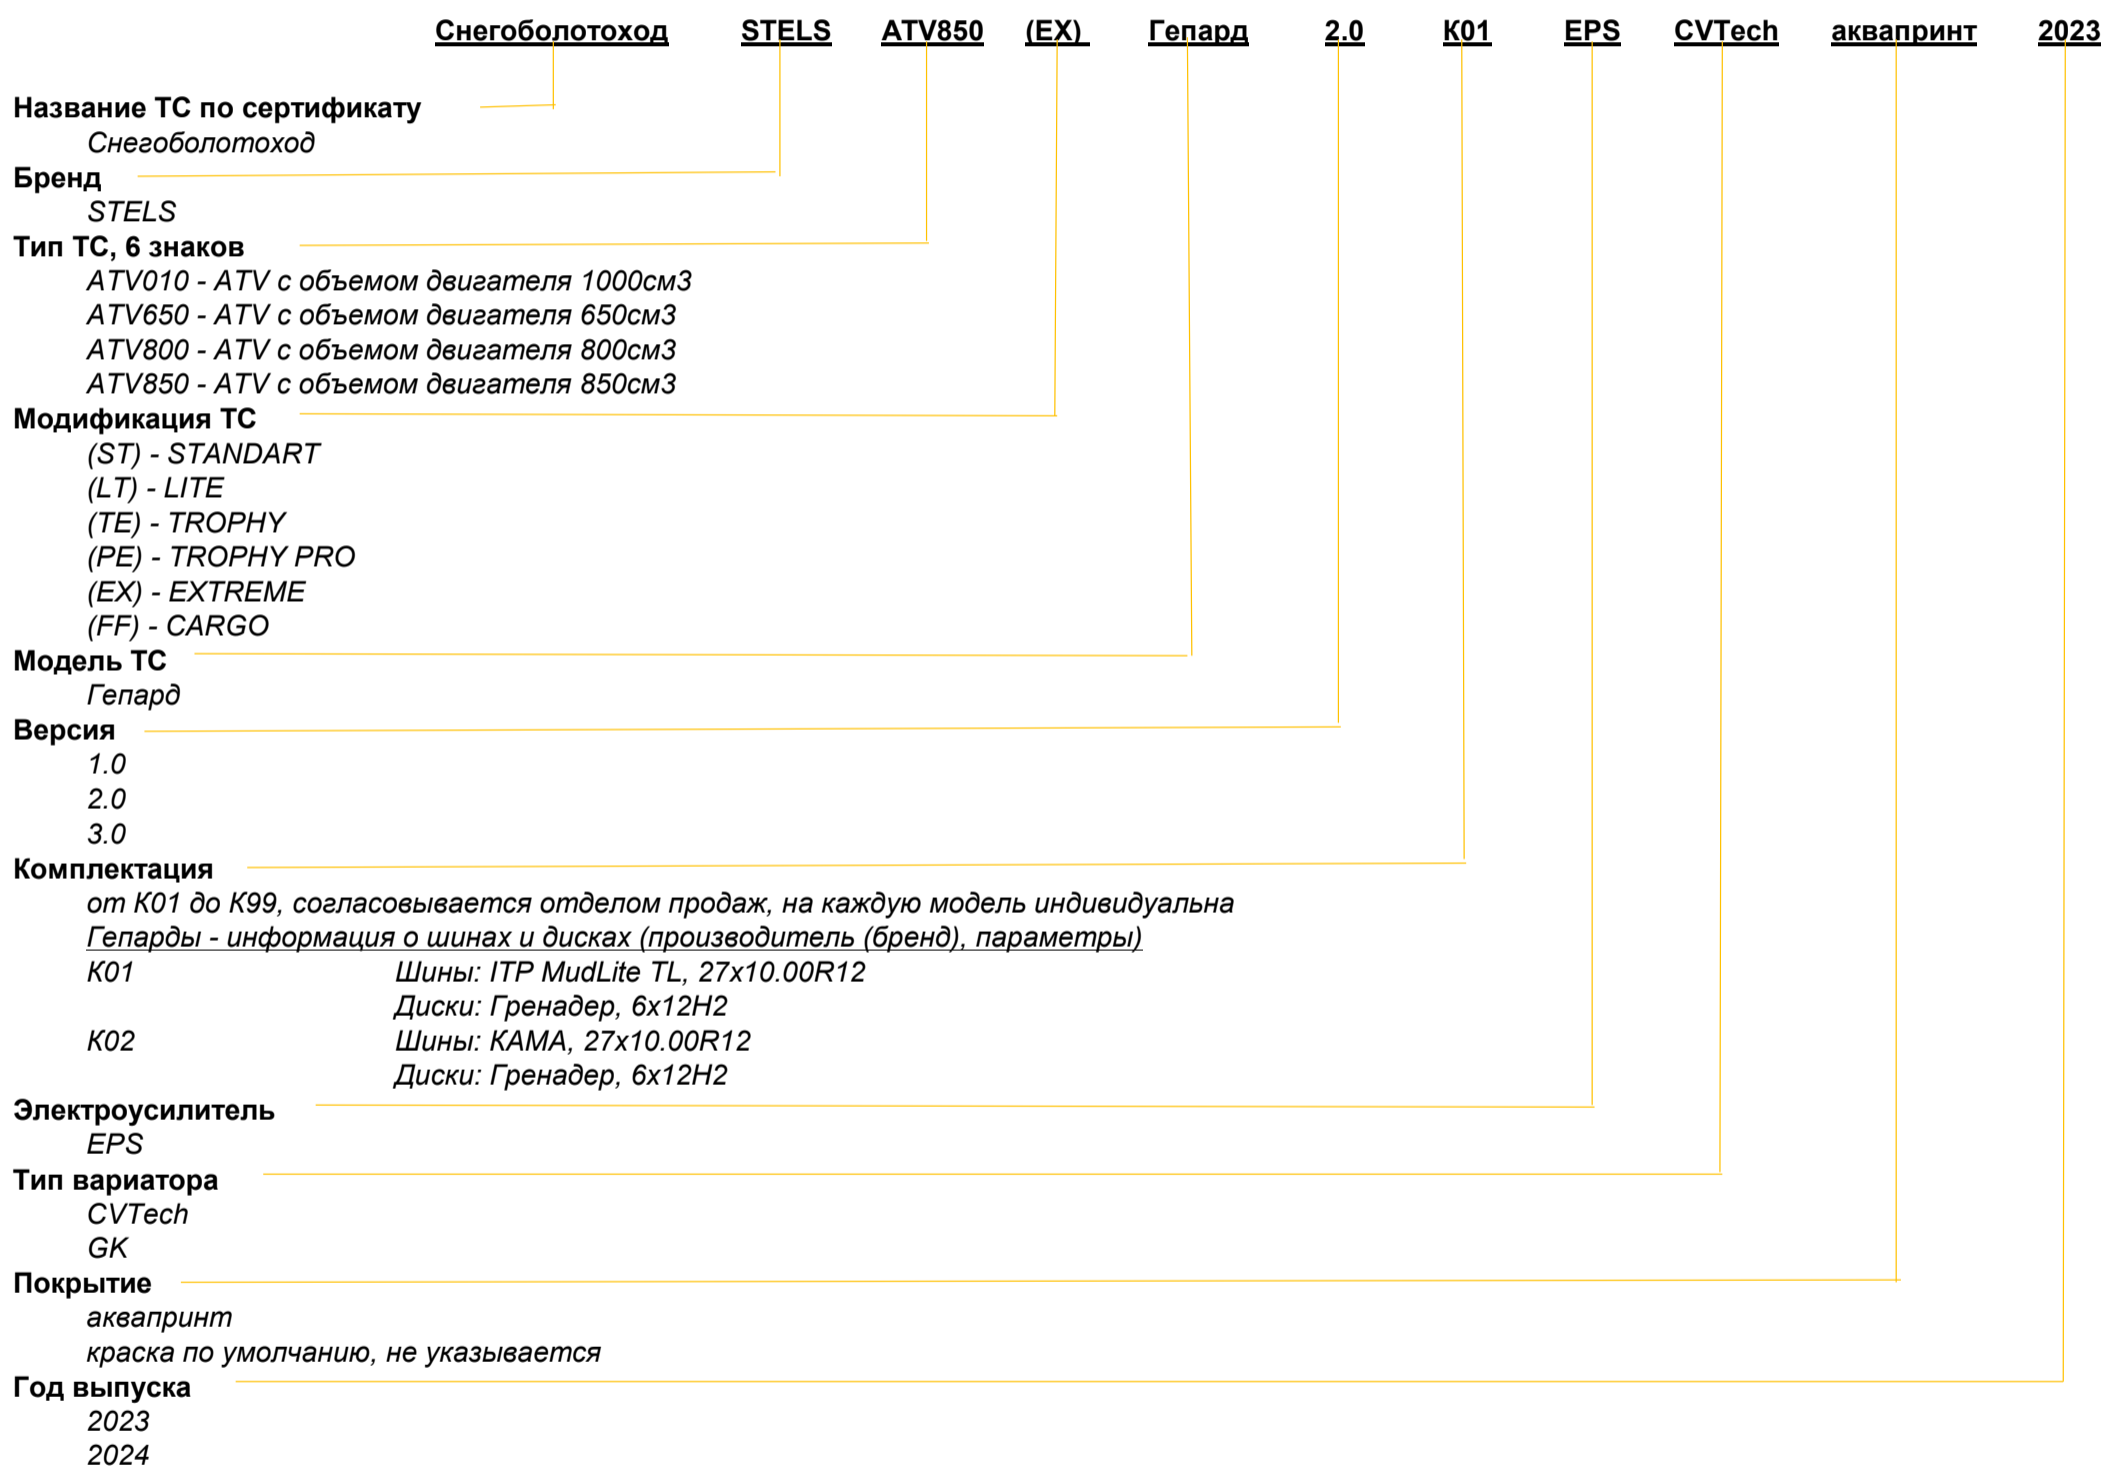 Снегоболотоход STELS ATV850 (EX) Гепард 2.0 К01 EPS CVTech аквапринт 2023
Название ТС по сертификату
Снегоболотоход
Бренд
STELS
Тип ТС, 6 знаков
ATV010 - ATV с объемом двигателя 1000см3
ATV650 - ATV с объемом двигателя 650см3
ATV800 - ATV с объемом двигателя 800см3
ATV850 - ATV с объемом двигателя 850см3
Модификация ТС
(ST) - STANDART
(LT) - LITE
(TE) - TROPHY
(PE) - TROPHY PRO
(EX) - EXTREME
(FF) - CARGO
Модель ТС
Гепард
Версия
1.0
2.0
3.0
Комплектация
от К01 до К99, согласовывается отделом продаж, на каждую модель индивидуальна
Гепарды - информация о шинах и дисках (производитель (бренд), параметры)
К01 Шины: ITP MudLite TL, 27x10.00R12
Диски: Гренадер, 6x12H2
К02 Шины: КАМА, 27x10.00R12
Диски: Гренадер, 6x12H2
Электроусилитель
EPS
Тип вариатора
CVTech
GK
Покрытие
аквапринт
краска по умолчанию, не указывается
Год выпуска
2023
2024